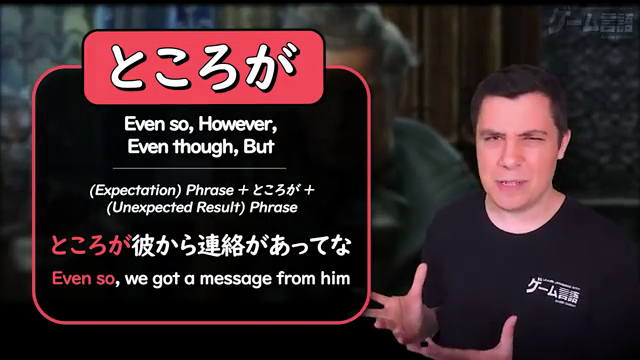 ところが
Even so, However,
Even though, But
(Expectation) Phrase + ところが +
(Unexpected Result) Phrase
ところが彼から連絡があってな
Even so, we got a message from him
ゲーム言語
ゲーム言語